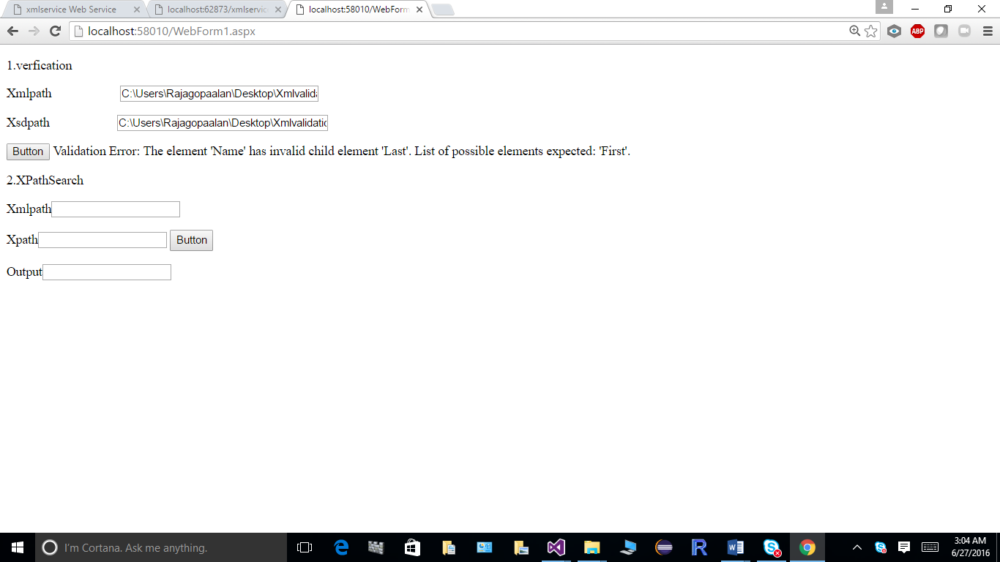 xmlservice Web Service
localhost:62873/xmlservice
localhost:58010/WebForm
localhost:58010/WebForm1.aspx
ABP
1.verfication
Xmlpath C:\Users\Rajagopaalan\Desktop\Xmlvalida
Xsdpath C:\Users\Rajagopaalan\Desktop\Xmlvalidatio
Button Validation Error: The element 'Name' has invalid child element 'Last'. List of possible elements expected: 'First'.
2.XPathSearch
Xmlpath
Xpath Button
Output
I'm Cortana. Ask me anything.
3:04 AM
6/27/2016